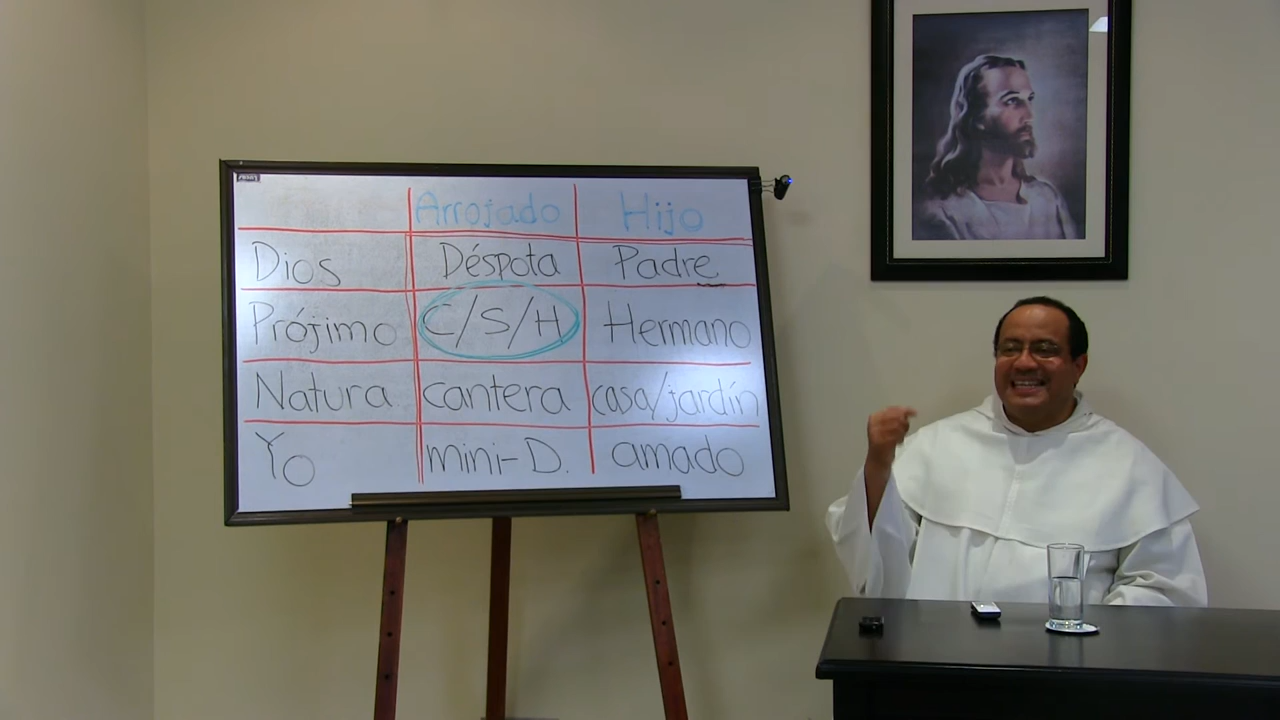 Arrojado Hijo
Dios Déspota Padre
Prójimo C/S/H Hermano
Natura cantera casa/jardín
Yo mini-D. amado